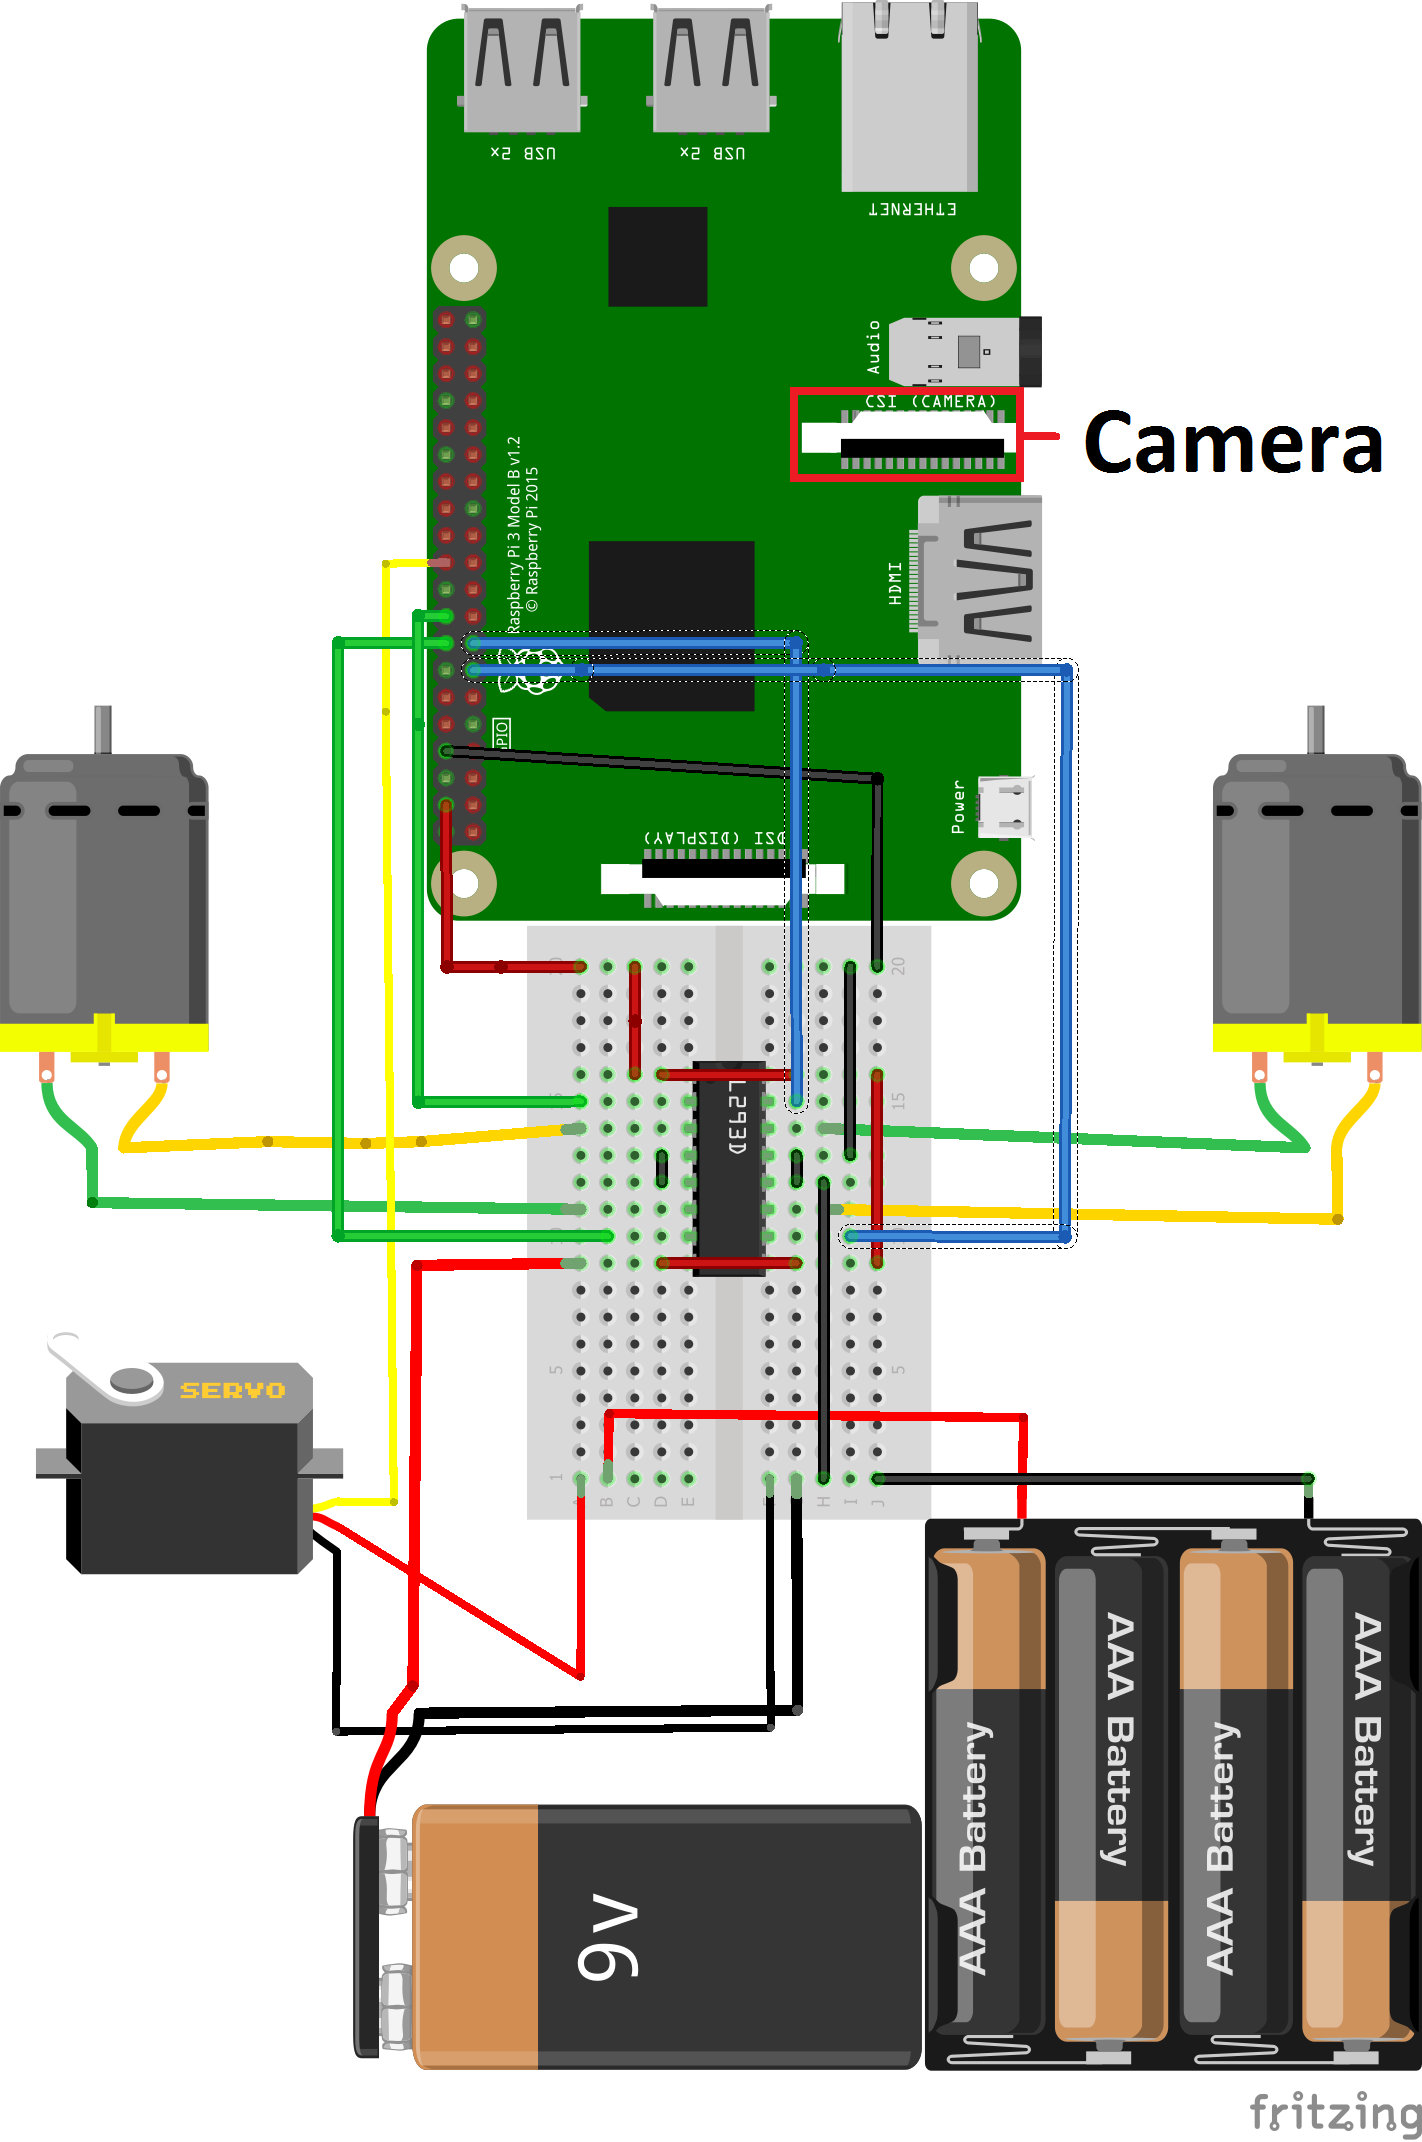 USB 2x
USB 2x
ETHERNET
Audio
CSI (CAMERA)
Camera
Raspberry Pi 3 Model B v1.2
© Raspberry Pi 2015
HDMI
Power
DSI (DISPLAY)
20
15
15
L293D
SERVO
5
5
1
B
C
D
E
H
I
J
AAA Battery
AAA Battery
AAA Battery
AAA Battery
9v
fritzing